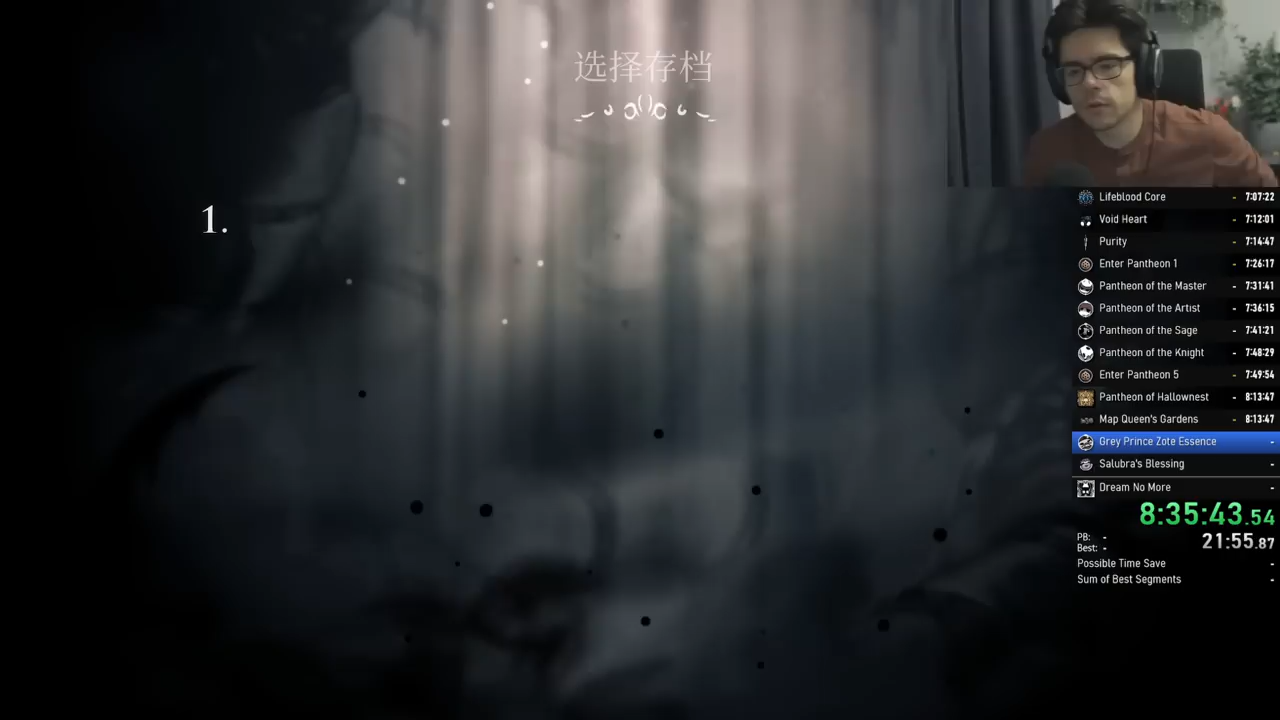 选择存档
1.
Lifeblood Core - 7:07:22
Void Heart - 7:12:01
Purity - 7:14:47
Enter Pantheon 1 - 7:26:17
Pantheon of the Master - 7:31:41
Pantheon of the Artist - 7:36:15
Pantheon of the Sage - 7:41:21
Pantheon of the Knight - 7:48:29
Enter Pantheon 5 - 7:49:54
Pantheon of Hallownest - 8:13:47
Map Queen's Gardens - 8:13:47
Grey Prince Zote Essence -
Salubra's Blessing -
Dream No More -
8:35:43.54
PB: - 21:55.87
Best: -
Possible Time Save -
Sum of Best Segments -